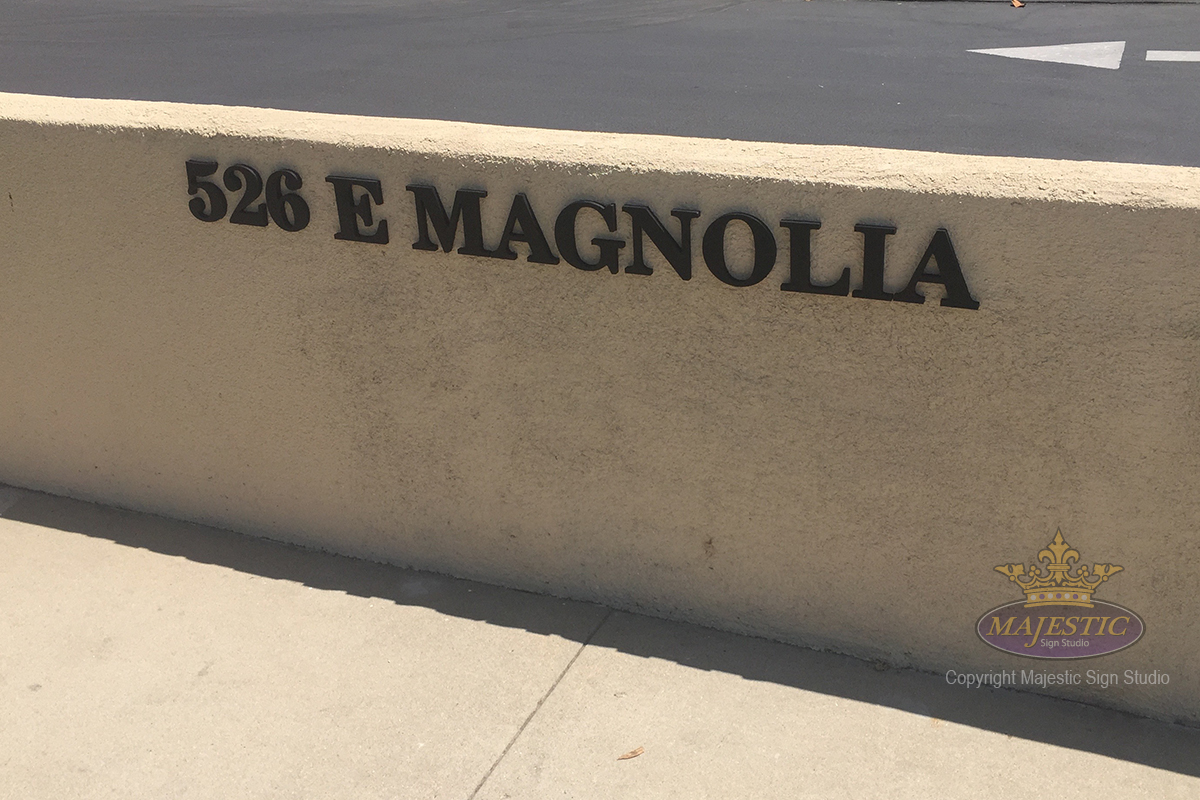 526 E MAGNOLIA
MAJESTIC
Sign Studio
Copyright Majestic Sign Studio